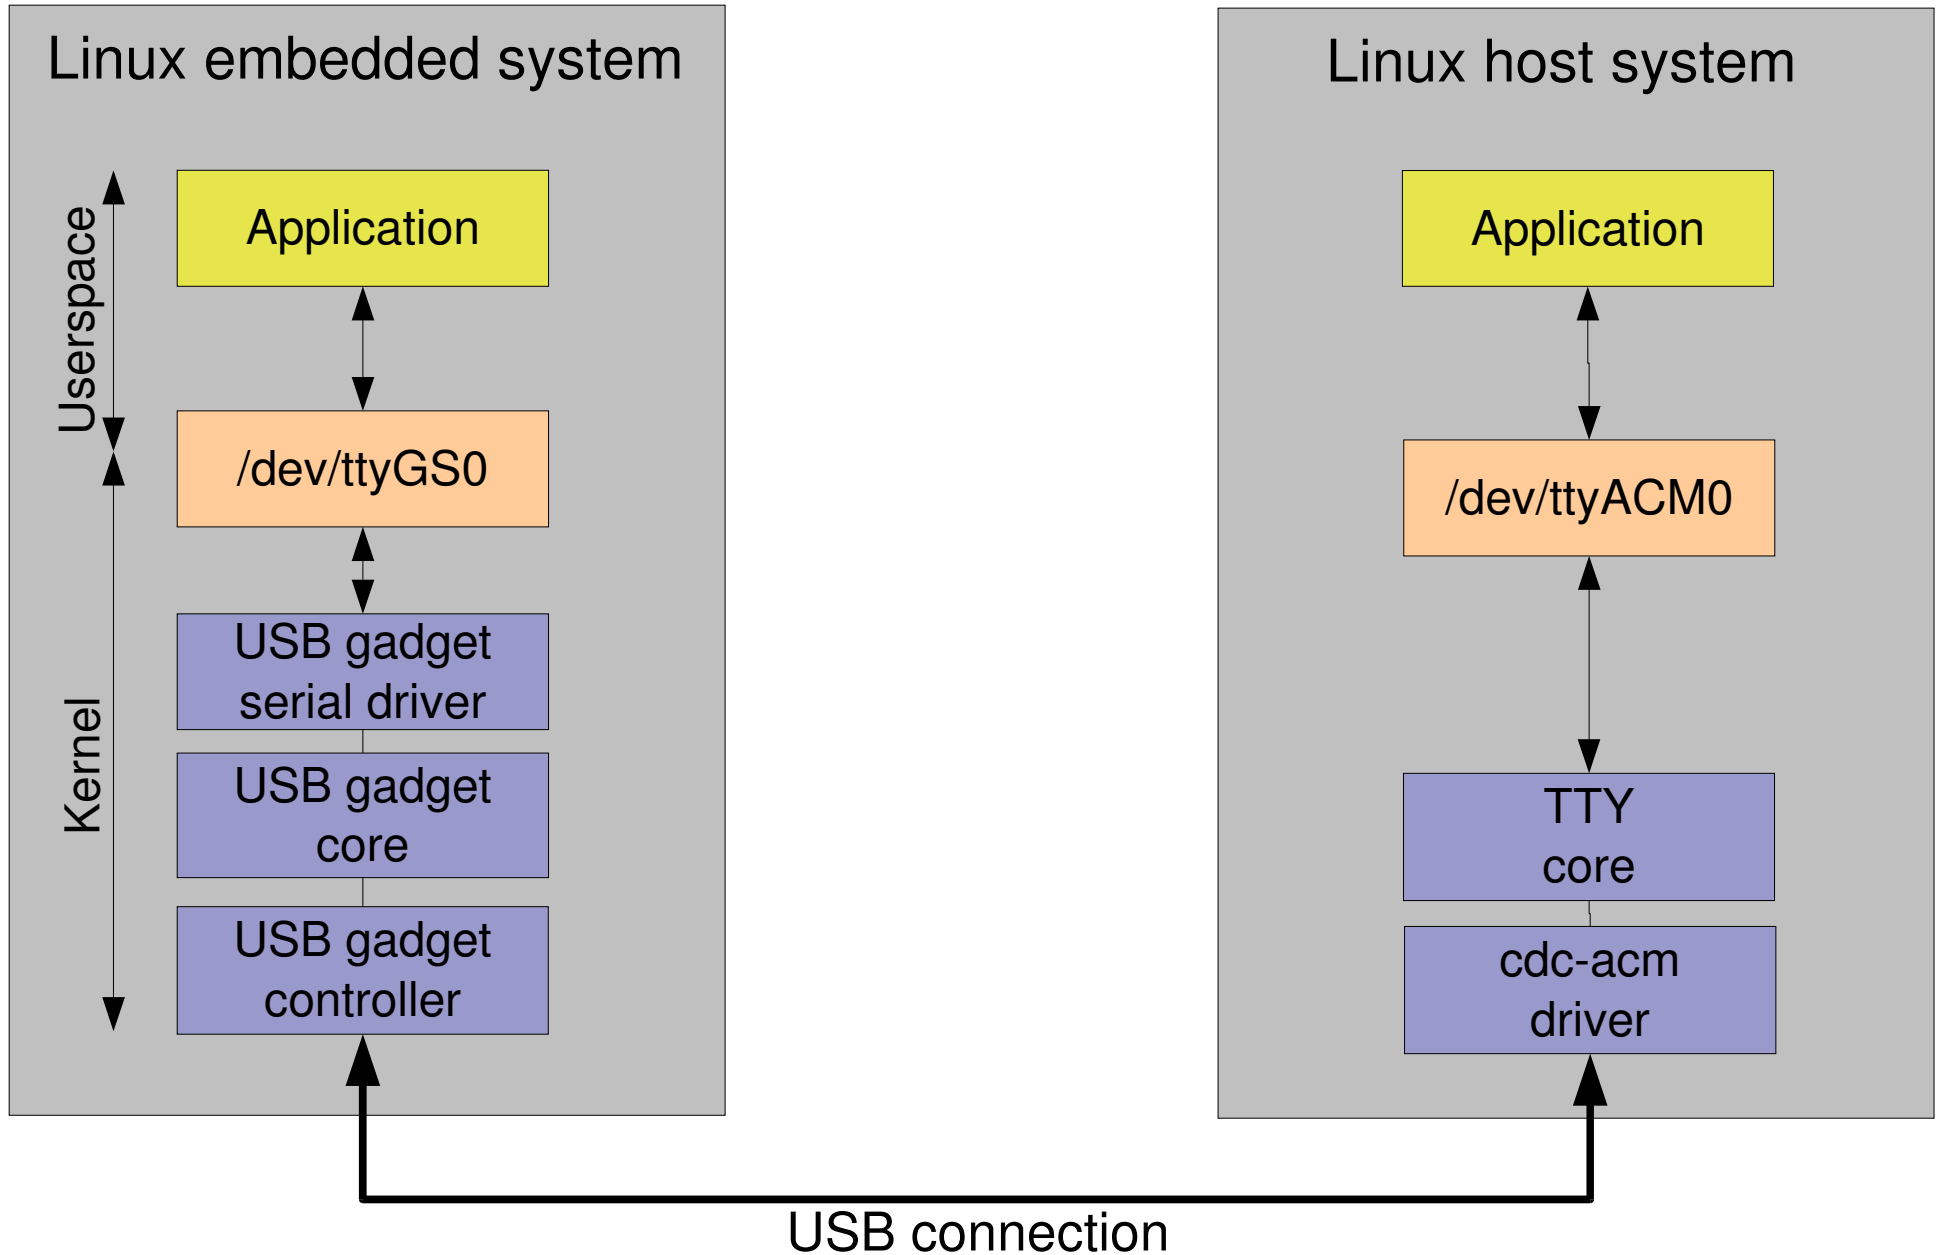 Linux embedded system
Userspace
Kernel
Application
/dev/ttyGS0
USB gadget
serial driver
USB gadget
core
USB gadget
controller
Linux host system
Application
/dev/ttyACM0
TTY
core
cdc-acm
driver
USB connection